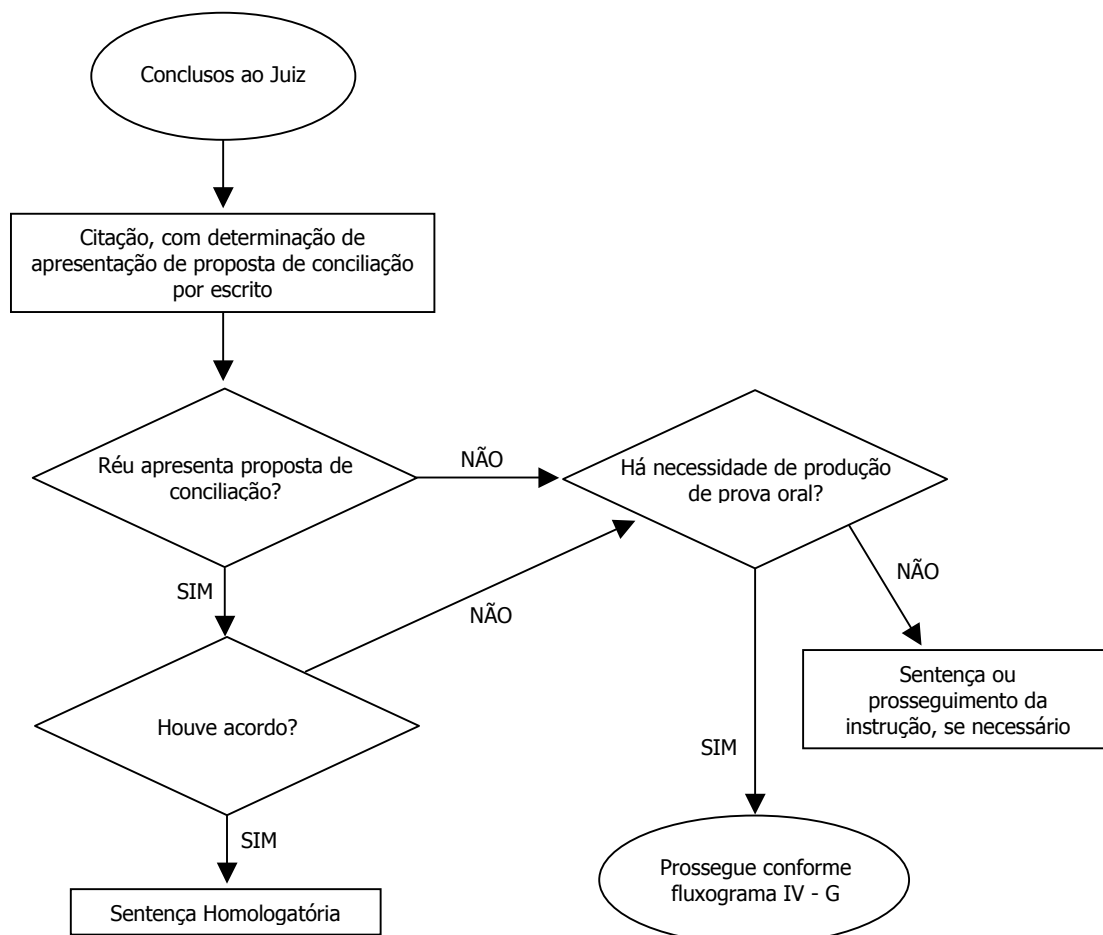 Conclusos ao Juiz
Citação, com determinação de
apresentação de proposta de conciliação
por escrito
Réu apresenta proposta de
conciliação?
NÃO
Há necessidade de produção
de prova oral?
SIM
NÃO
NÃO
Houve acordo?
Sentença ou
prosseguimento da
instrução, se necessário
SIM
SIM
Prossegue conforme
fluxograma IV - G
Sentença Homologatória